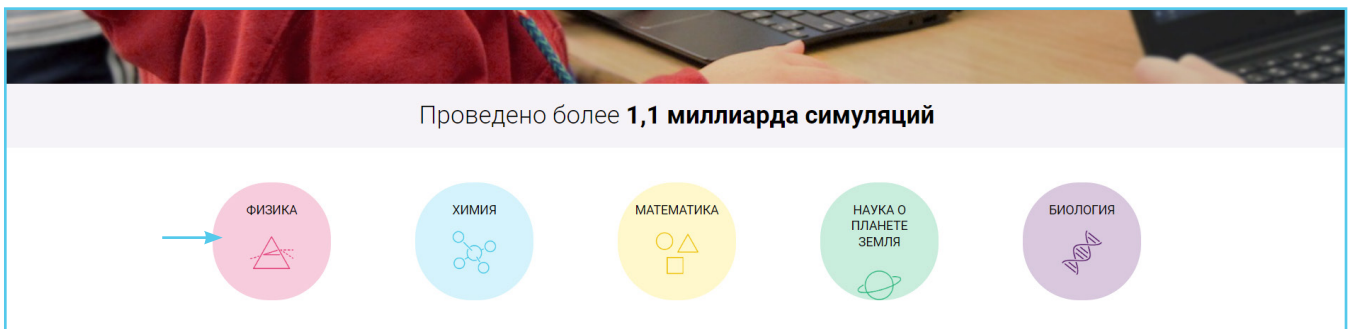 Проведено более 1,1 миллиарда симуляций
ФИЗИКА
ХИМИЯ
МАТЕМАТИКА
НАУКА О
ПЛАНЕТЕ
ЗЕМЛЯ
БИОЛОГИЯ